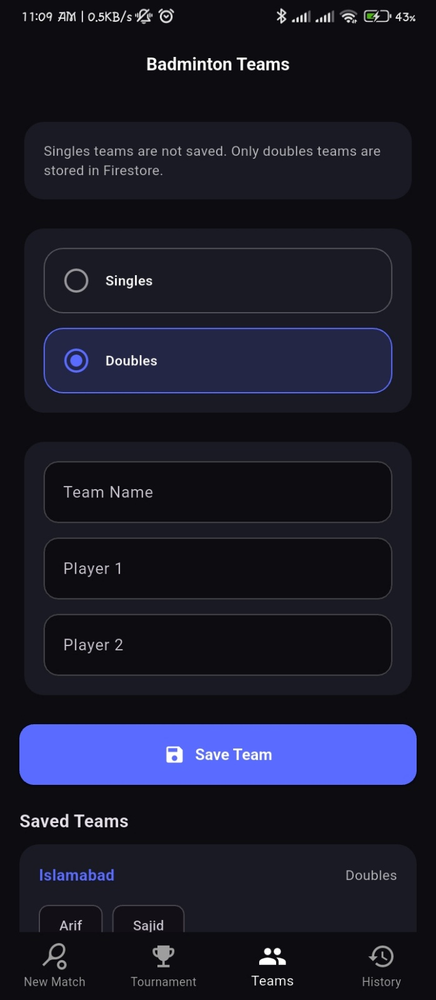 11:09 AM | 0.5KB/s 43%
Badminton Teams
Singles teams are not saved. Only doubles teams are
stored in Firestore.
Singles
Doubles
Team Name
Player 1
Player 2
Save Team
Saved Teams
Islamabad Doubles
Arif Sajid
New Match Tournament Teams History